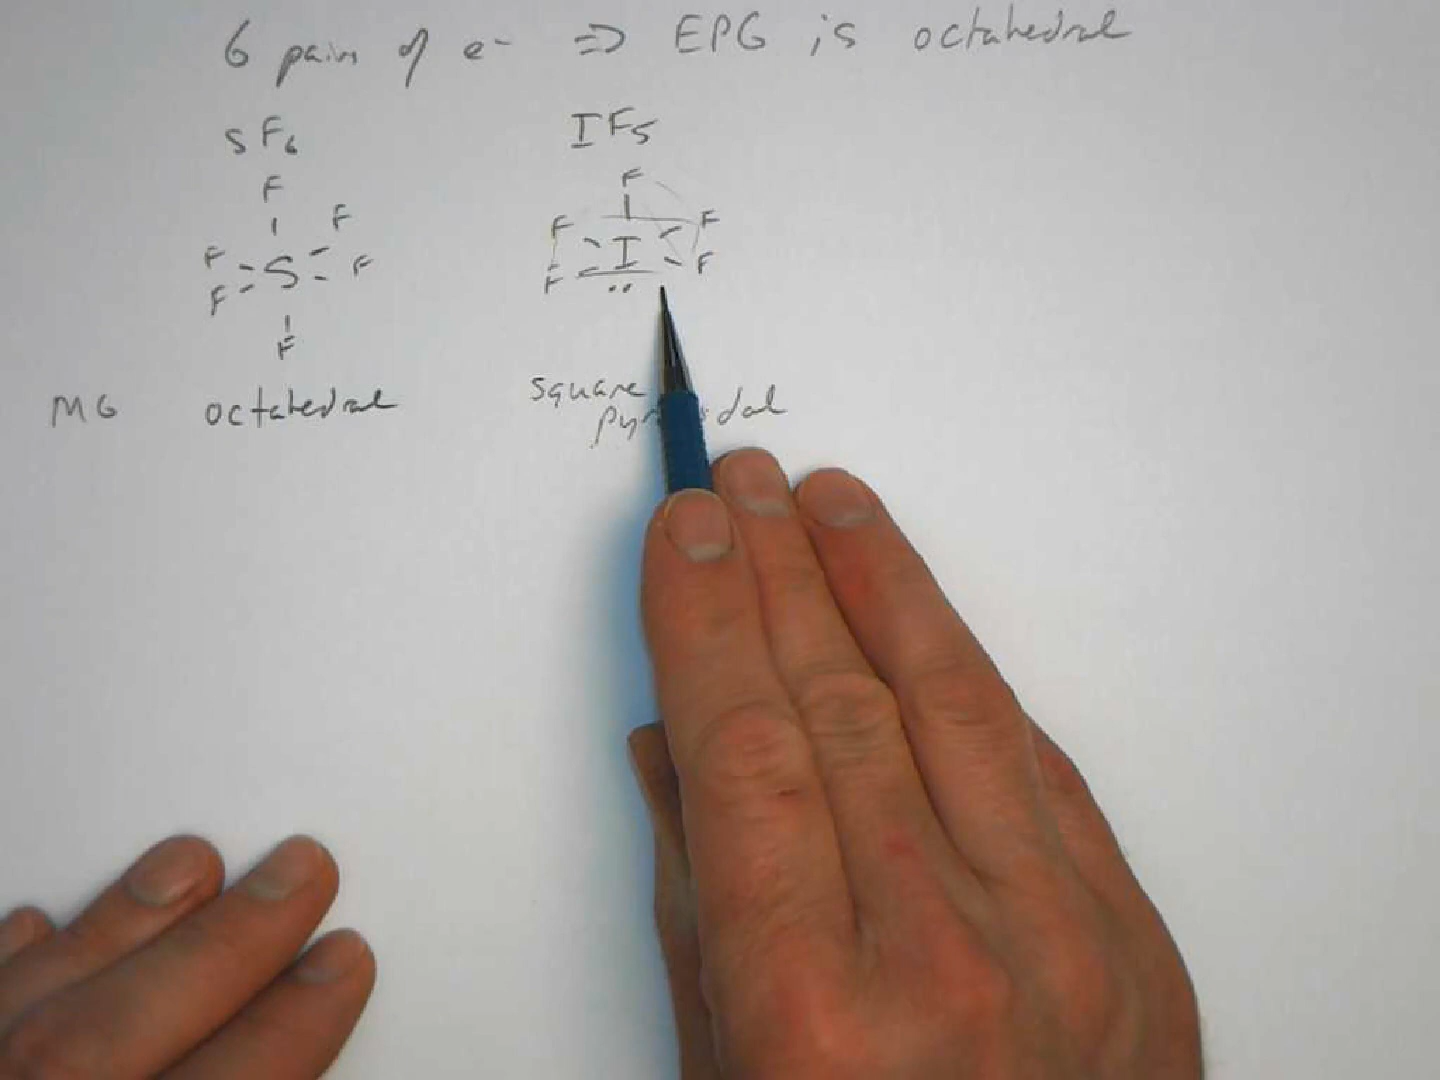 6 pairs of e- => EPG is octahedral
SF6 IF5
F F
F F F F
F S F I
F F F
F ..
MG octahedral square